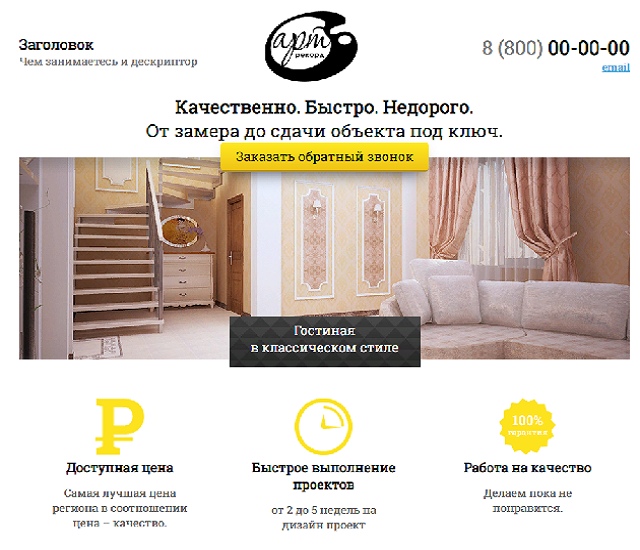 Заголовок
Чем занимаетесь и дескриптор
арт
рекорд
8 (800) 00-00-00
email
Качественно. Быстро. Недорого.
От замера до сдачи объекта под ключ.
Заказать обратный звонок
Гостиная
в классическом стиле
Доступная цена
Самая лучшая цена
региона в соотношении
цена – качество.
Быстрое выполнение
проектов
от 2 до 5 недель на
дизайн проект
100%
гарантия
Работа на качество
Делаем пока не
понравится.